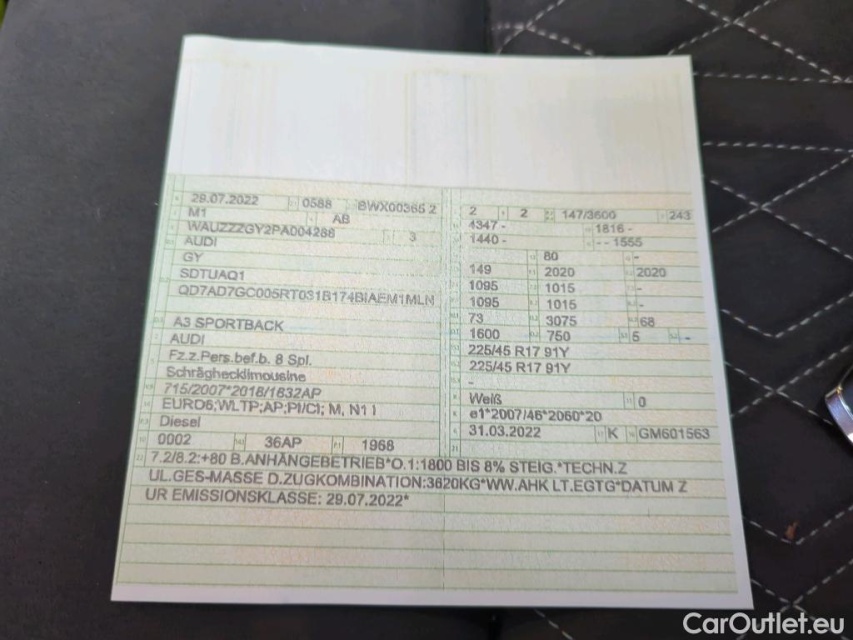 29.07.2022 0588 BWX00365 2
M1 AB
WAUZZZGY2PA004286 3
AUDI
GY
SDTUAQ1
QD7AD7GC005RT031B174BIAEM1MLN
A3 SPORTBACK
AUDI
Fz.z.Pers.bef.b. 8 Spl.
Schräghecklimousine
715/2007*2018/1832AP
EURO6;WLTP;AP;PI/CI; M, N1 I
Diesel
0002 36AP 1968
2 2 147/3600 243
4347 - 1816 -
1440 - - - 1555
80 -
149 2020 2020
1095 1015 -
1095 1015 -
73 3075 68
1600 750 5 -
225/45 R17 91Y
225/45 R17 91Y
-
Weiß 0
e1*2007/46*2060*20
31.03.2022 K GM601563
7.2/8.2:+80 B.ANHÄNGEBETRIEB*O.1:1800 BIS 8% STEIG.*TECHN.Z
UL.GES-MASSE D.ZUGKOMBINATION:3820KG*WW.AHK LT.EGTG*DATUM Z
UR EMISSIONSKLASSE: 29.07.2022*
CarOutlet.eu